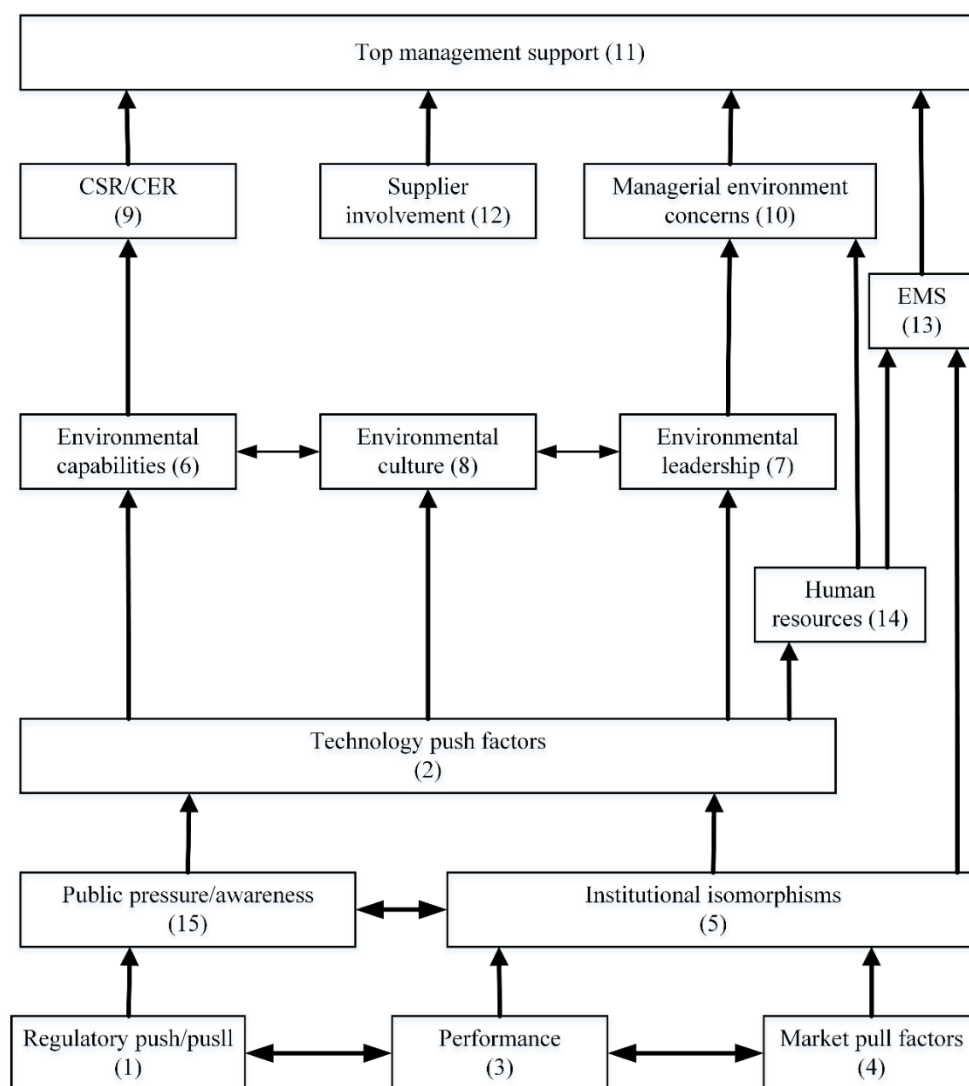 Top management support (11)
CSR/CER
(9)
Supplier
involvement (12)
Managerial environment
concerns (10)
EMS
(13)
Environmental
capabilities (6)
Environmental
culture (8)
Environmental
leadership (7)
Human
resources (14)
Technology push factors
(2)
Public pressure/awareness
(15)
Institutional isomorphisms
(5)
Regulatory push/pusll
(1)
Performance
(3)
Market pull factors
(4)